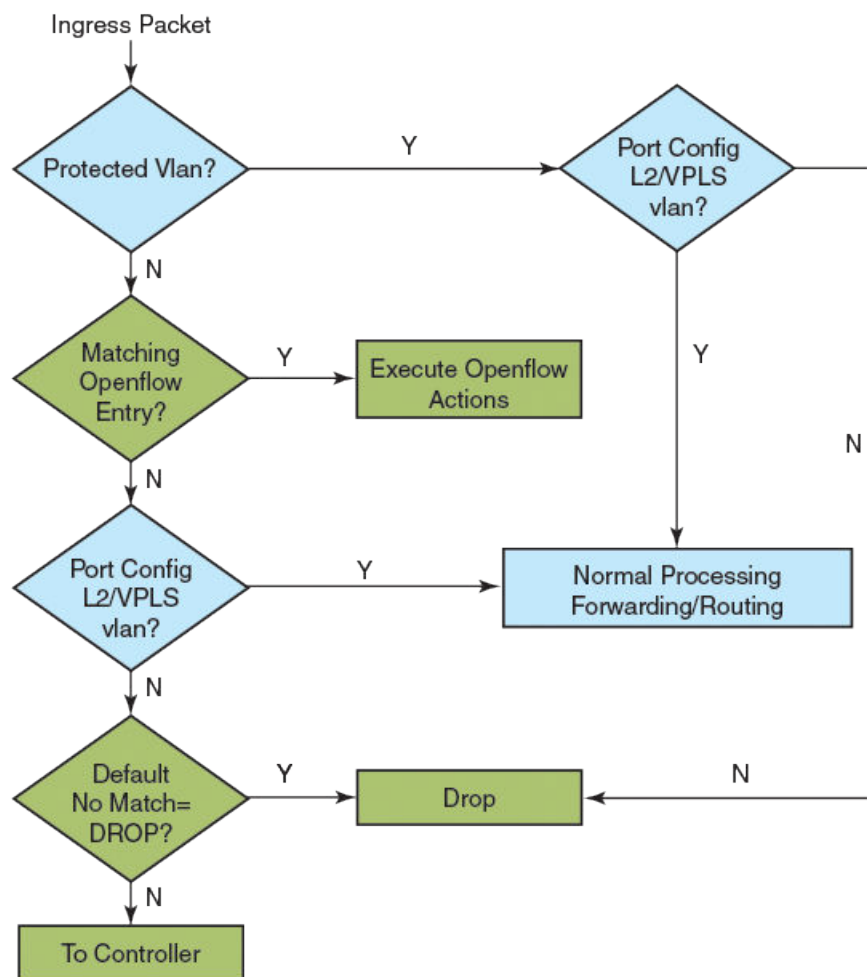 Ingress Packet
Protected Vlan?
Y
Port Config
L2/VPLS
vlan?
N
Matching
Openflow
Entry?
Y
Execute Openflow
Actions
Y
N
N
Port Config
L2/VPLS
vlan?
Y
Normal Processing
Forwarding/Routing
N
Default
No Match=
DROP?
Y
Drop
N
N
To Controller